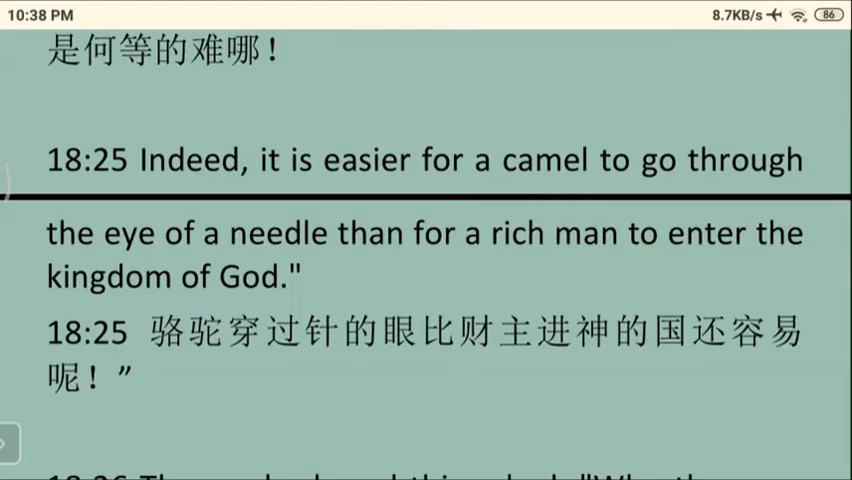 10:38 PM 8.7KB/s 86
是何等的难哪！
18:25 Indeed, it is easier for a camel to go through
the eye of a needle than for a rich man to enter the
kingdom of God."
18:25 骆驼穿过针的眼比财主进神的国还容易
呢！”